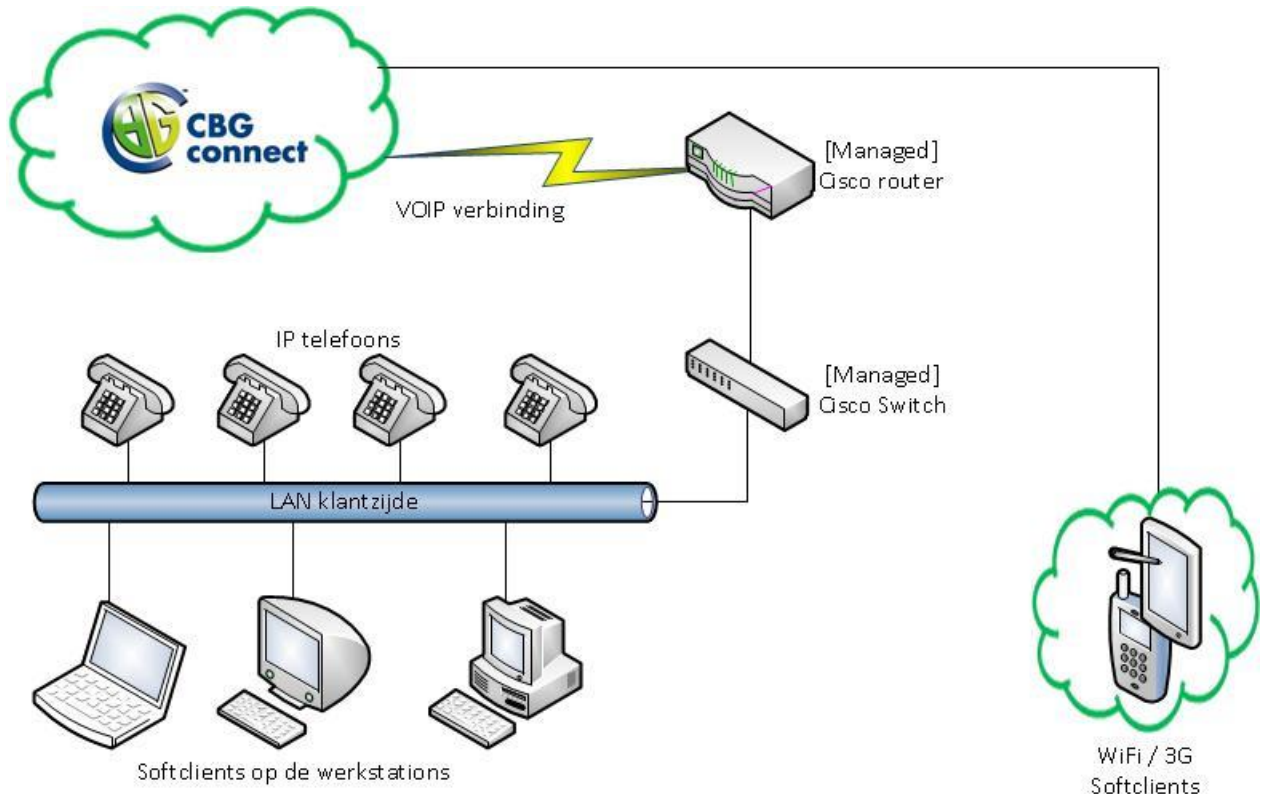 CBG
connect
[Managed]
Cisco router
VOIP verbinding
IP telefoons
[Managed]
Cisco Switch
LAN klantzijde
Softclients op de werkstations
WiFi / 3G
Softclients